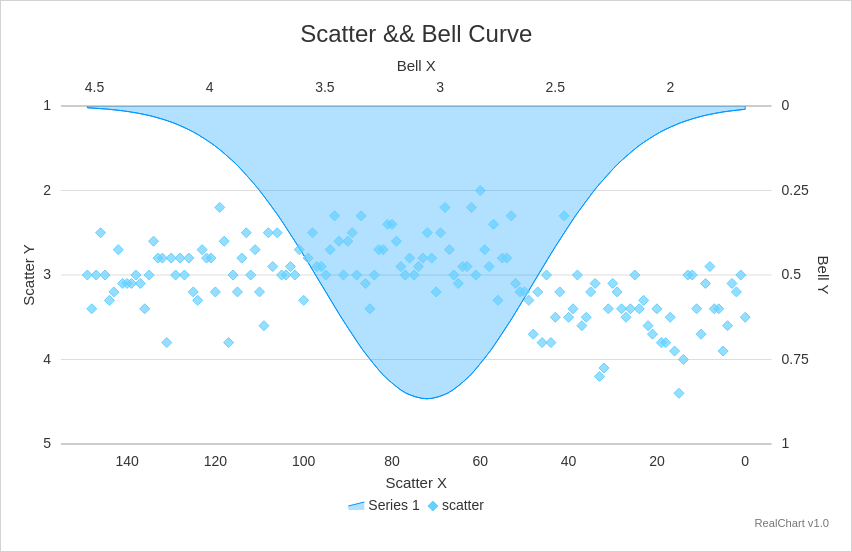 Scatter && Bell Curve
Bell X
4.5 4 3.5 3 2.5 2
1 0
2 0.25
Scatter Y
Bell Y
3 0.5
4 0.75
5 1
140 120 100 80 60 40 20 0
Scatter X
Series 1 scatter
RealChart v1.0